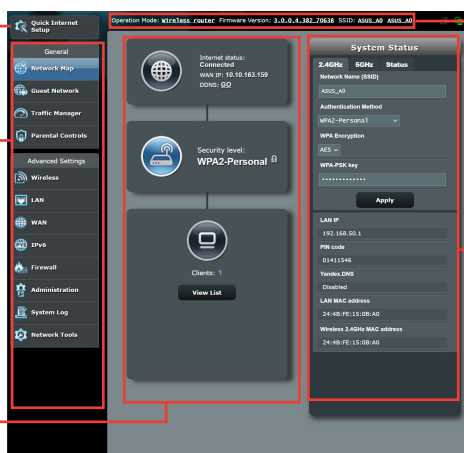 Quick Internet
Setup
Operation Mode: Wireless router Firmware Version: 3.0.0.4.382_70638 SSID: ASUS_A0 ASUS_A0
General
Network Map
Guest Network
Traffic Manager
Parental Controls
Advanced Settings
Wireless
LAN
WAN
IPv6
Firewall
Administration
System Log
Network Tools
Internet status:
Connected
WAN IP: 10.10.163.159
DDNS: GO
Security level:
WPA2-Personal
Clients: 1
View List
System Status
2.4GHz 5GHz Status
Network Name (SSID)
ASUS_A0
Authentication Method
WPA2-Personal
WPA Encryption
AES
WPA-PSK key
•••••••••••••
Apply
LAN IP
192.168.50.1
PIN code
01411546
Yandex.DNS
Disabled
LAN MAC address
24:4B:FE:15:0B:A0
Wireless 2.4GHz MAC address
24:4B:FE:15:0B:A0